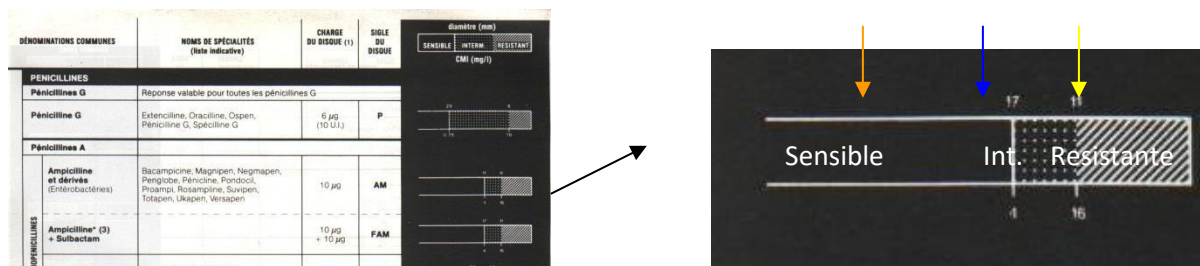 DÉNOMINATIONS COMMUNES
NOMS DE SPÉCIALITÉS
(liste indicative)
CHARGE
DU DISQUE (1)
SIGLE
DU
DISQUE
diamètre (mm)
SENSIBLE INTERM. RESISTANT
CMI (mg/l)
PENICILLINES
Pénicillines G
Réponse valable pour toutes les pénicillines G
Pénicilline G
Extencilline, Oracilline, Ospen,
Pénicilline G, Spécilline G
6 µg
(10 U.I.)
P
Pénicillines A
Ampicilline
et dérivés
(Entérobactéries)
Bacampicine, Magnipen, Negmapen,
Penglobe, Pénicline, Pondocil,
Proampi, Rosampline, Suvipen,
Totapen, Ukapen, Versapen
10 µg
AM
Ampicilline* (3)
+ Sulbactam
10 µg
+ 10 µg
FAM
17 11
Sensible Int. Resistante
4 16